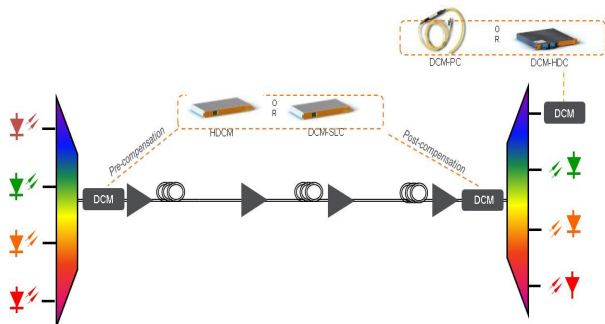 O
R
DCM-PC
DCM-HDC
O
R
HDCM
DCM-SLC
DCM
Pre-compensation
Post-compensation
DCM
DCM